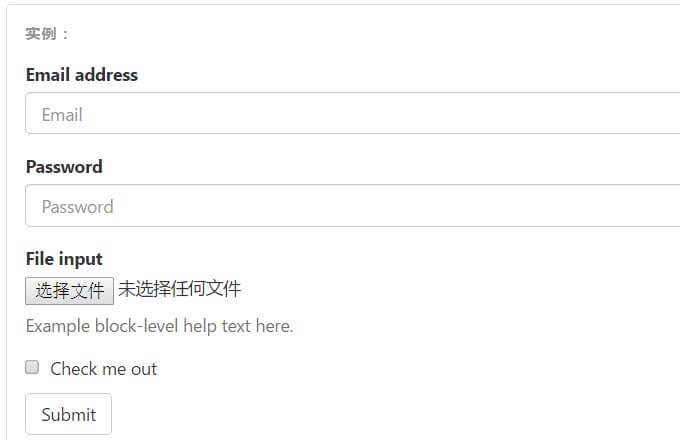 实例：
Email address
Email
Password
Password
File input
选择文件 未选择任何文件
Example block-level help text here.
Check me out
Submit